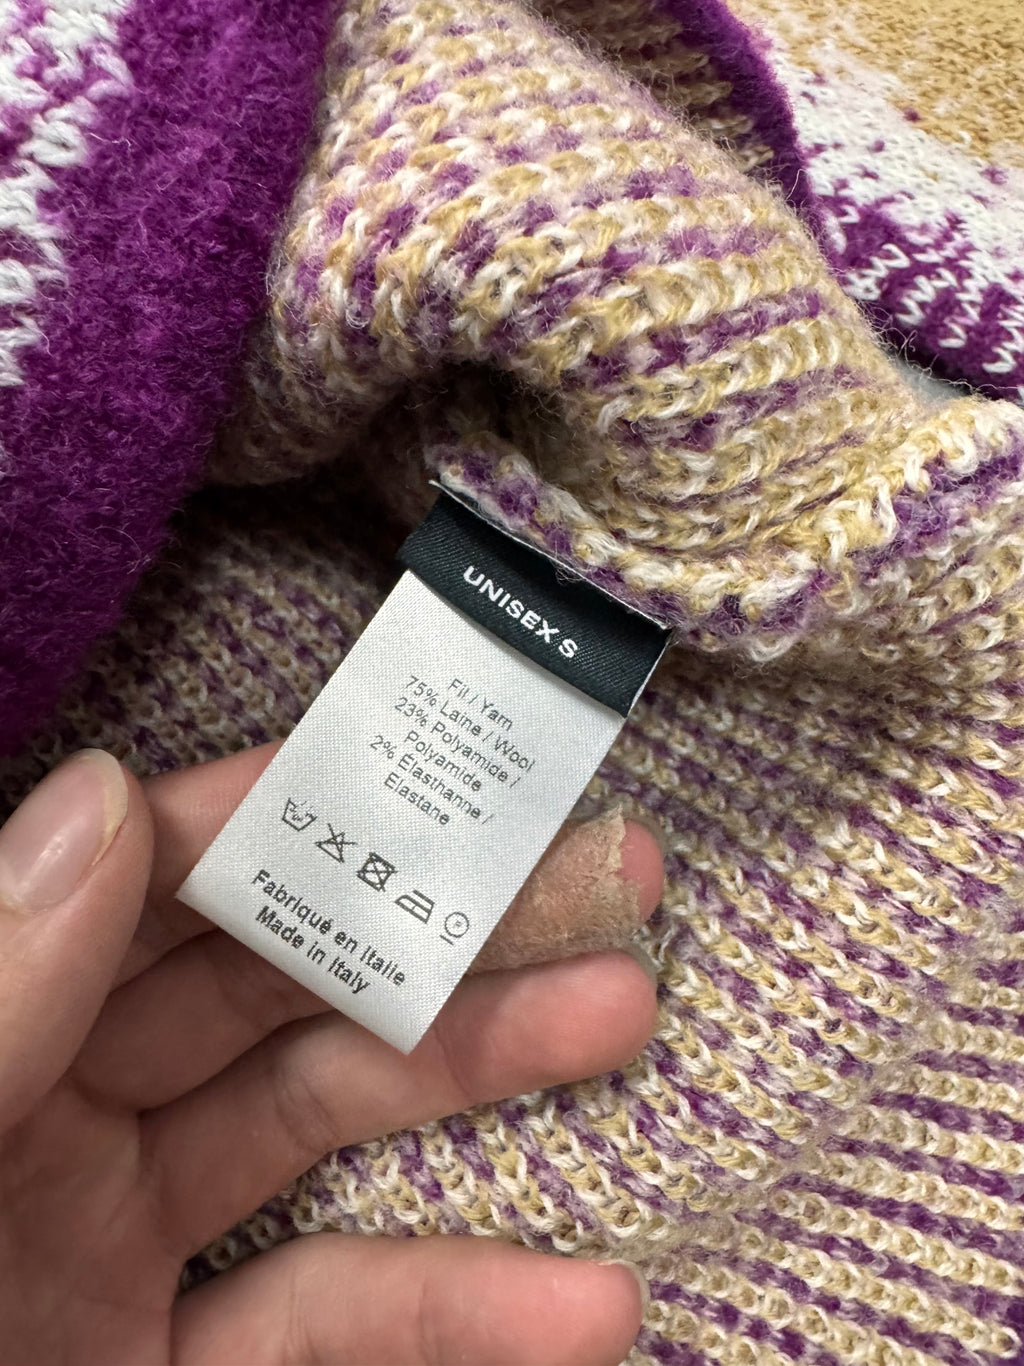 UNISEX S
Fil / Yarn
75% Laine / Wool
23% Polyamide /
Polyamide
2% Élasthanne /
Elastane
P
Fabriqué en Italie
Made in Italy